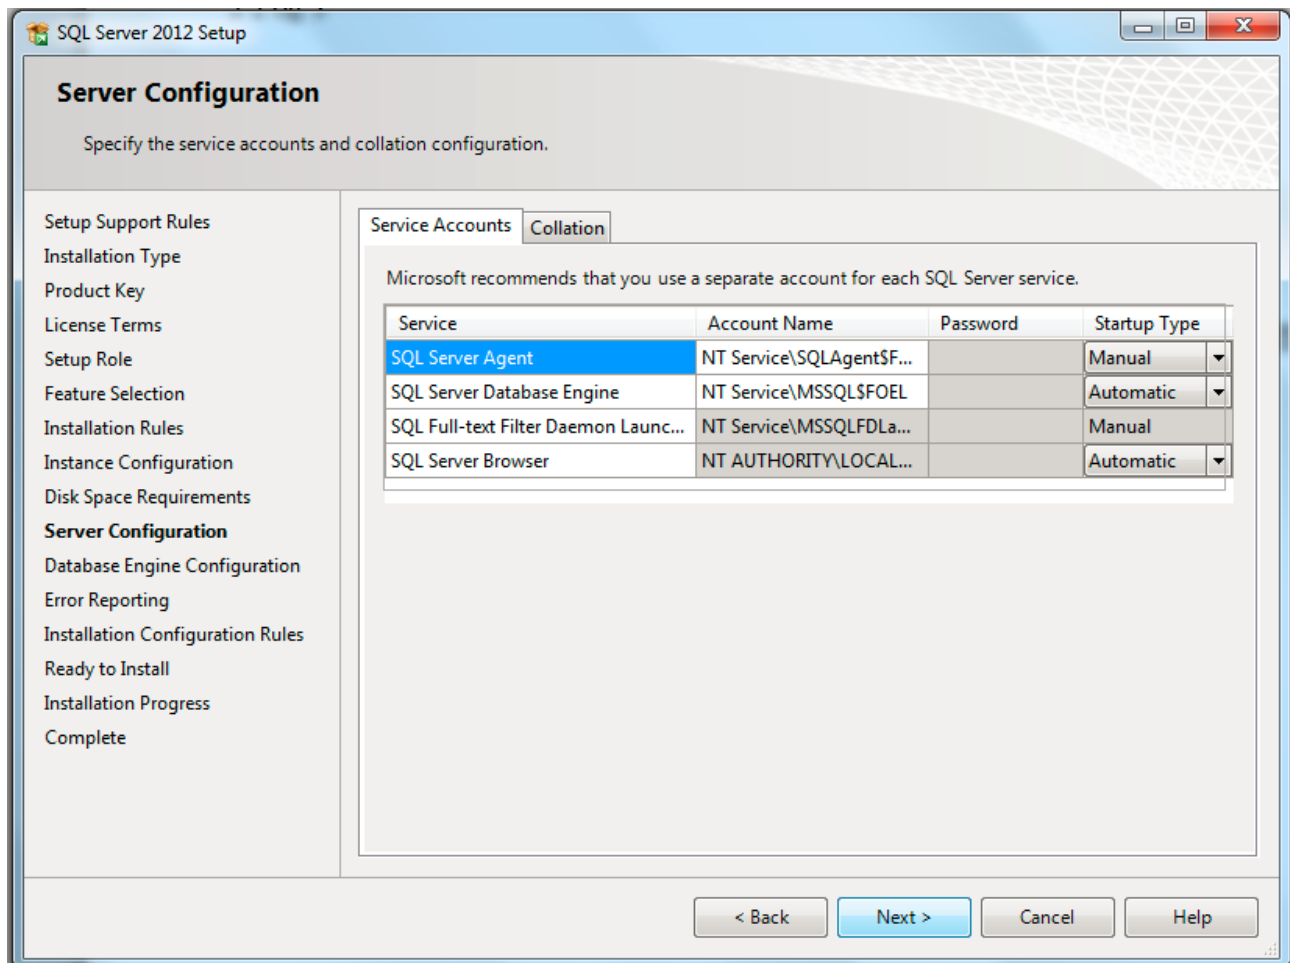 SQL Server 2012 Setup
Server Configuration
Specify the service accounts and collation configuration.
Setup Support Rules
Installation Type
Product Key
License Terms
Setup Role
Feature Selection
Installation Rules
Instance Configuration
Disk Space Requirements
Server Configuration
Database Engine Configuration
Error Reporting
Installation Configuration Rules
Ready to Install
Installation Progress
Complete
Service Accounts Collation
Microsoft recommends that you use a separate account for each SQL Server service.
Service Account Name Password Startup Type
SQL Server Agent NT Service\SQLAgent$F... Manual
SQL Server Database Engine NT Service\MSSQL$FOEL Automatic
SQL Full-text Filter Daemon Launc... NT Service\MSSQLFDLa... Manual
SQL Server Browser NT AUTHORITY\LOCAL... Automatic
< Back Next > Cancel Help